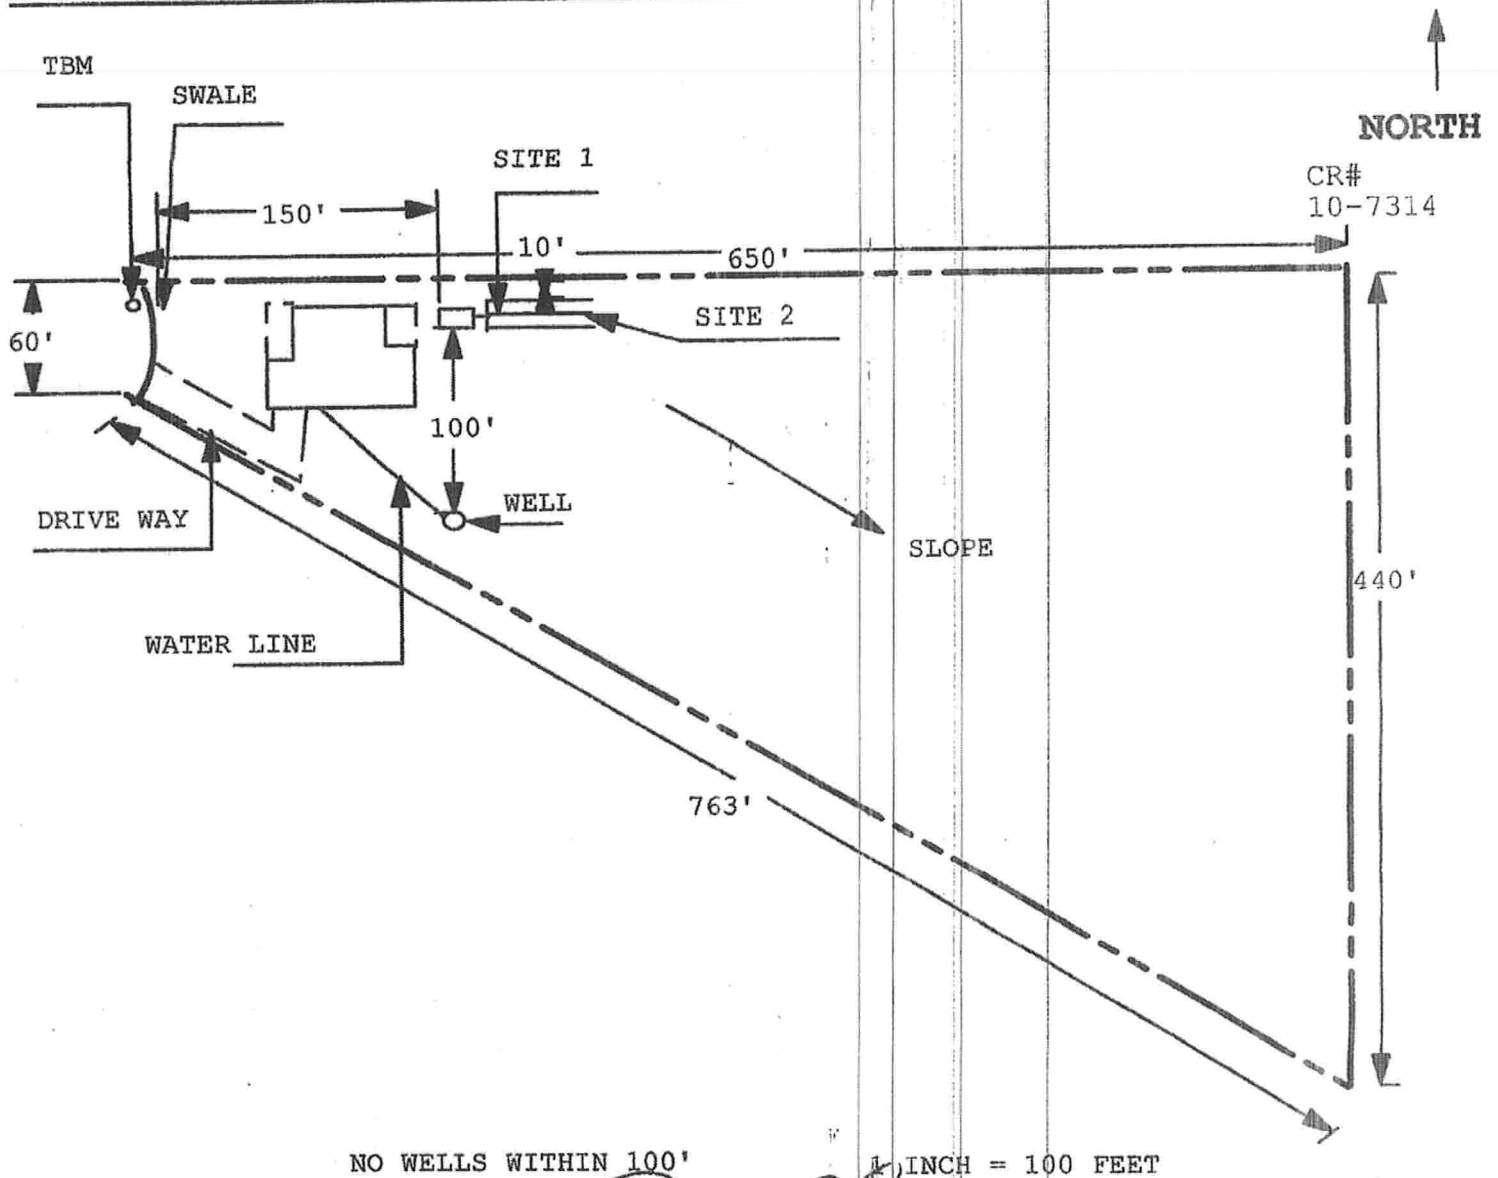 TBM
SWALE
NORTH
SITE 1
CR#
10-7314
150'
10'
650'
SITE 2
60'
100'
WELL
DRIVE WAY
SLOPE
440'
WATER LINE
763'
NO WELLS WITHIN 100'
1 INCH = 100 FEET